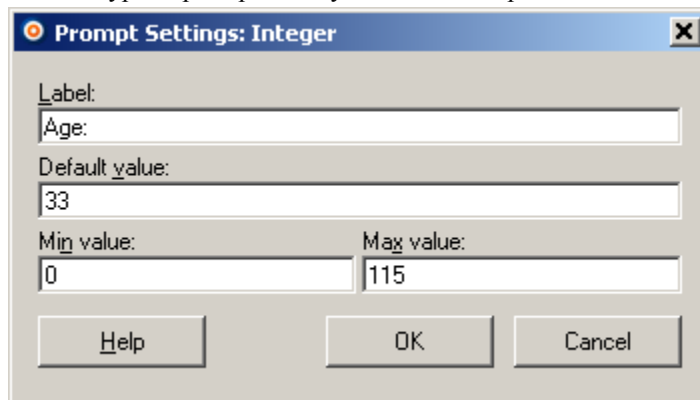 Prompt Settings: Integer
Label:
Age:
Default value:
33
Min value: Max value:
0 115
Help OK Cancel